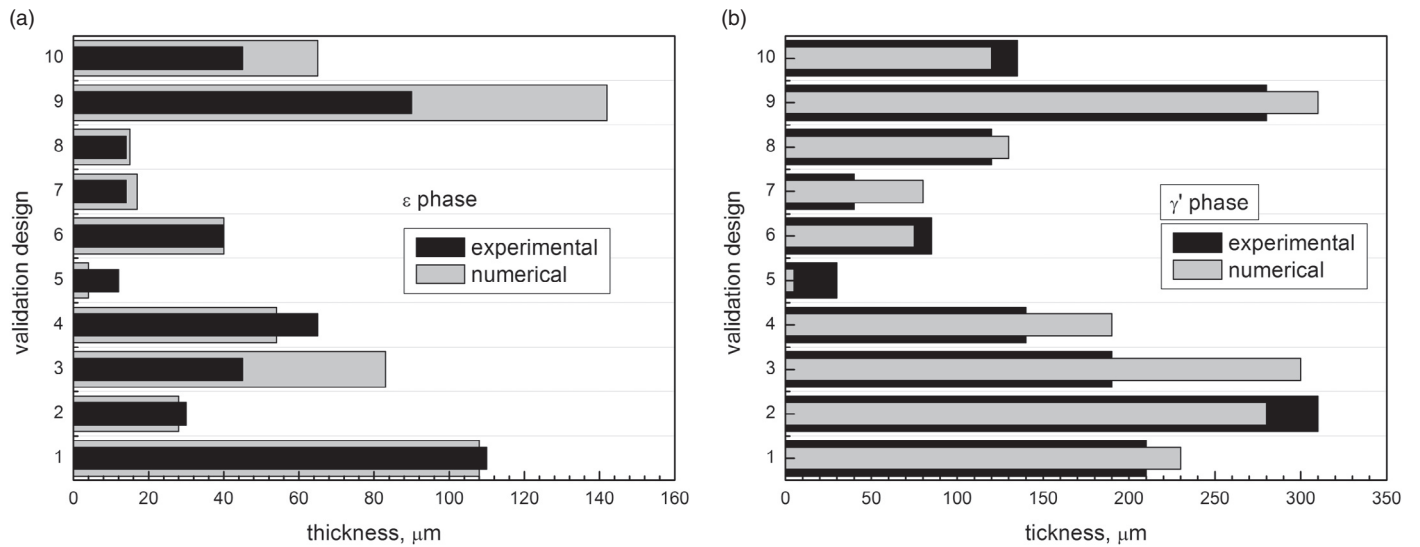 (a)
validation design
10
9
8
7
6
5
4
3
2
1
ε phase
experimental
numerical
0 20 40 60 80 100 120 140 160
thickness, μm
(b)
validation design
10
9
8
7
6
5
4
3
2
1
γ' phase
experimental
numerical
0 50 100 150 200 250 300 350
tickness, μm